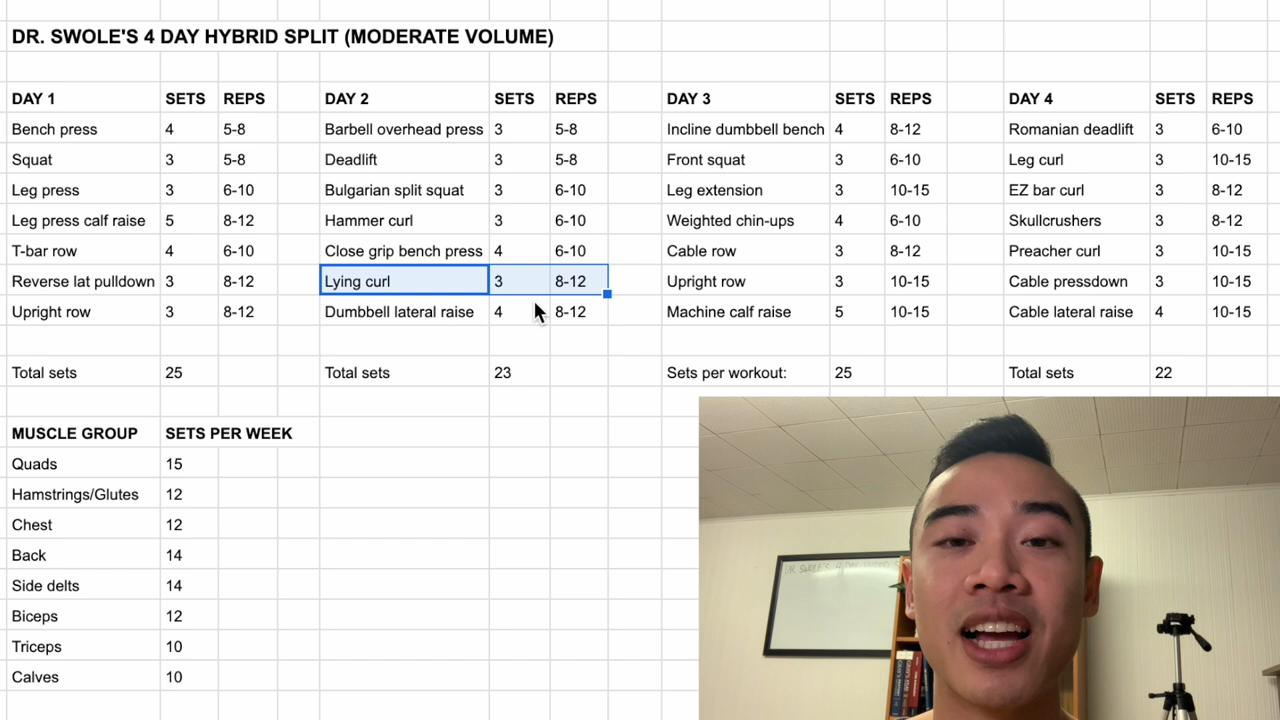 DR. SWOLE'S 4 DAY HYBRID SPLIT (MODERATE VOLUME)
DAY 1 SETS REPS DAY 2 SETS REPS DAY 3 SETS REPS DAY 4 SETS REPS
Bench press 4 5-8 Barbell overhead press 3 5-8 Incline dumbbell bench 4 8-12 Romanian deadlift 3 6-10
Squat 3 5-8 Deadlift 3 5-8 Front squat 3 6-10 Leg curl 3 10-15
Leg press 3 6-10 Bulgarian split squat 3 6-10 Leg extension 3 10-15 EZ bar curl 3 8-12
Leg press calf raise 5 8-12 Hammer curl 3 6-10 Weighted chin-ups 4 6-10 Skullcrushers 3 8-12
T-bar row 4 6-10 Close grip bench press 4 6-10 Cable row 3 8-12 Preacher curl 3 10-15
Reverse lat pulldown 3 8-12 Lying curl 3 8-12 Upright row 3 10-15 Cable pressdown 3 10-15
Upright row 3 8-12 Dumbbell lateral raise 4 8-12 Machine calf raise 5 10-15 Cable lateral raise 4 10-15
Total sets 25 Total sets 23 Sets per workout: 25 Total sets 22
MUSCLE GROUP SETS PER WEEK
Quads 15
Hamstrings/Glutes 12
Chest 12
Back 14
Side delts 14
Biceps 12
Triceps 10
Calves 10
DR SWOLE'S 4 DAY